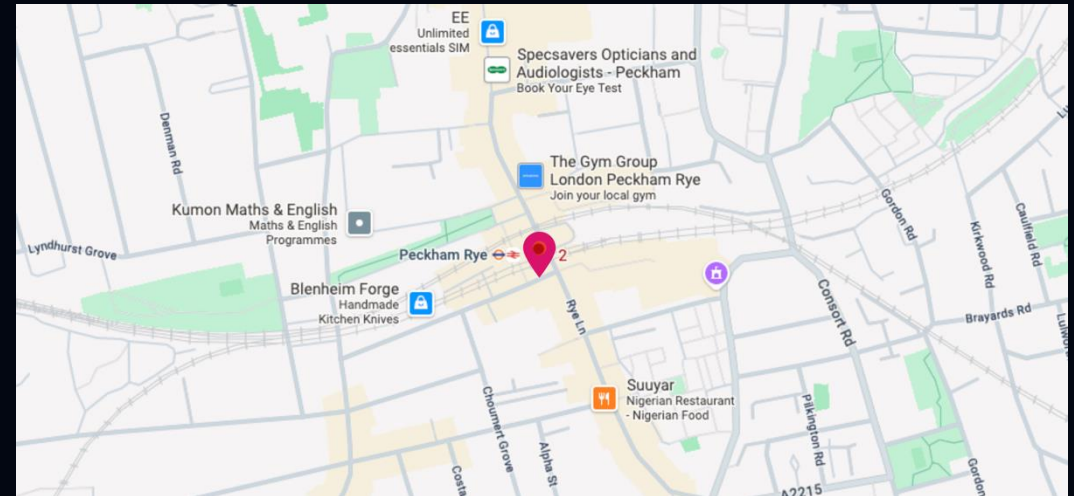 EE
Unlimited
essentials SIM
Specsavers Opticians and
Audiologists - Peckham
Book Your Eye Test
Denman Rd
The Gym Group
London Peckham Rye
Join your local gym
Kumon Maths & English
Maths & English
Programmes
Gordon Rd
Caulfield Rd
Kirkwood Rd
Lyndhurst Grove
Peckham Rye
2
Blenheim Forge
Handmade
Kitchen Knives
Rye Ln
Consort Rd
Brayards Rd
Suuyar
Nigerian Restaurant
- Nigerian Food
Choumert Grove
Alpha St
Pilkington Rd
Costa
Gordon
A2215